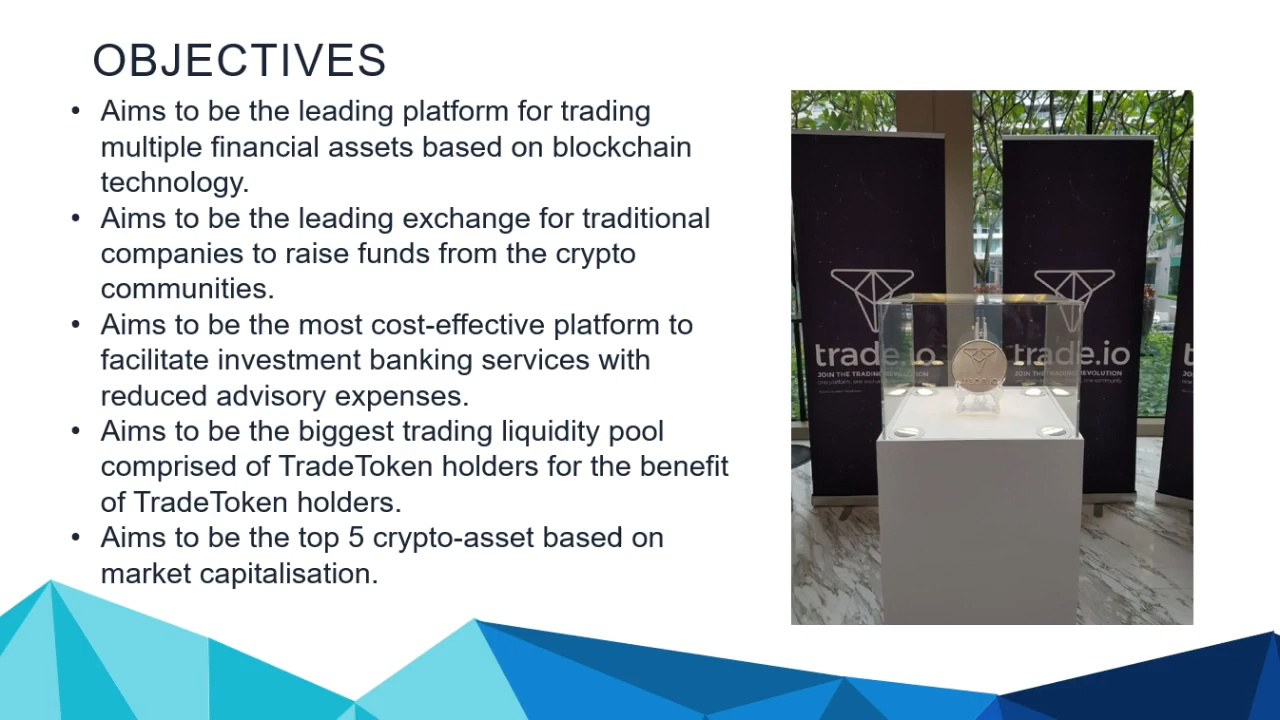 OBJECTIVES
• Aims to be the leading platform for trading
multiple financial assets based on blockchain
technology.
• Aims to be the leading exchange for traditional
companies to raise funds from the crypto
communities.
• Aims to be the most cost-effective platform to
facilitate investment banking services with
reduced advisory expenses.
• Aims to be the biggest trading liquidity pool
comprised of TradeToken holders for the benefit
of TradeToken holders.
• Aims to be the top 5 crypto-asset based on
market capitalisation.
trade.io
JOIN THE TRADING REVOLUTION
trade.io
JOIN THE TRADING REVOLUTION
trade.io